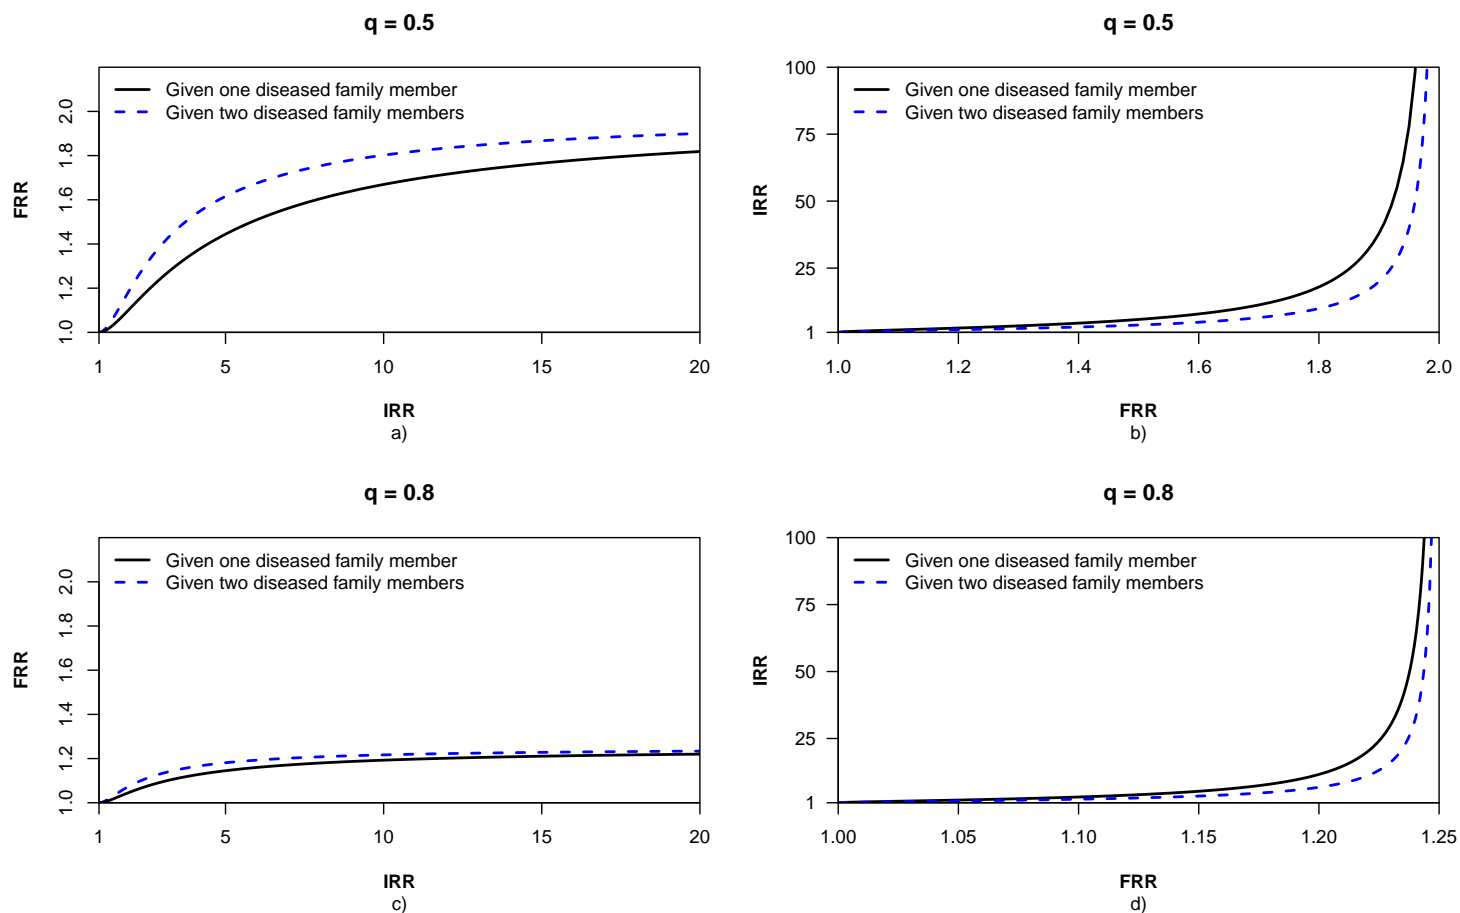 q = 0.5
Given one diseased family member
Given two diseased family members
FRR
1.0 1.2 1.4 1.6 1.8 2.0
1 5 10 15 20
IRR
a)
q = 0.5
Given one diseased family member
Given two diseased family members
IRR
100
75
50
25
1
1.0 1.2 1.4 1.6 1.8 2.0
FRR
b)
q = 0.8
Given one diseased family member
Given two diseased family members
FRR
1.0 1.2 1.4 1.6 1.8 2.0
1 5 10 15 20
IRR
c)
q = 0.8
Given one diseased family member
Given two diseased family members
IRR
100
75
50
25
1
1.00 1.05 1.10 1.15 1.20 1.25
FRR
d)